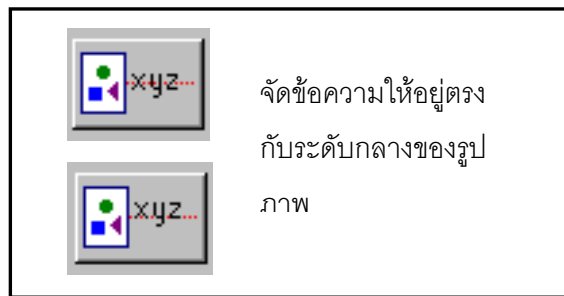 xyz
จัดข้อความให้อยู่ตรง
กับระดับกลางของรูป
ภาพ
xyz